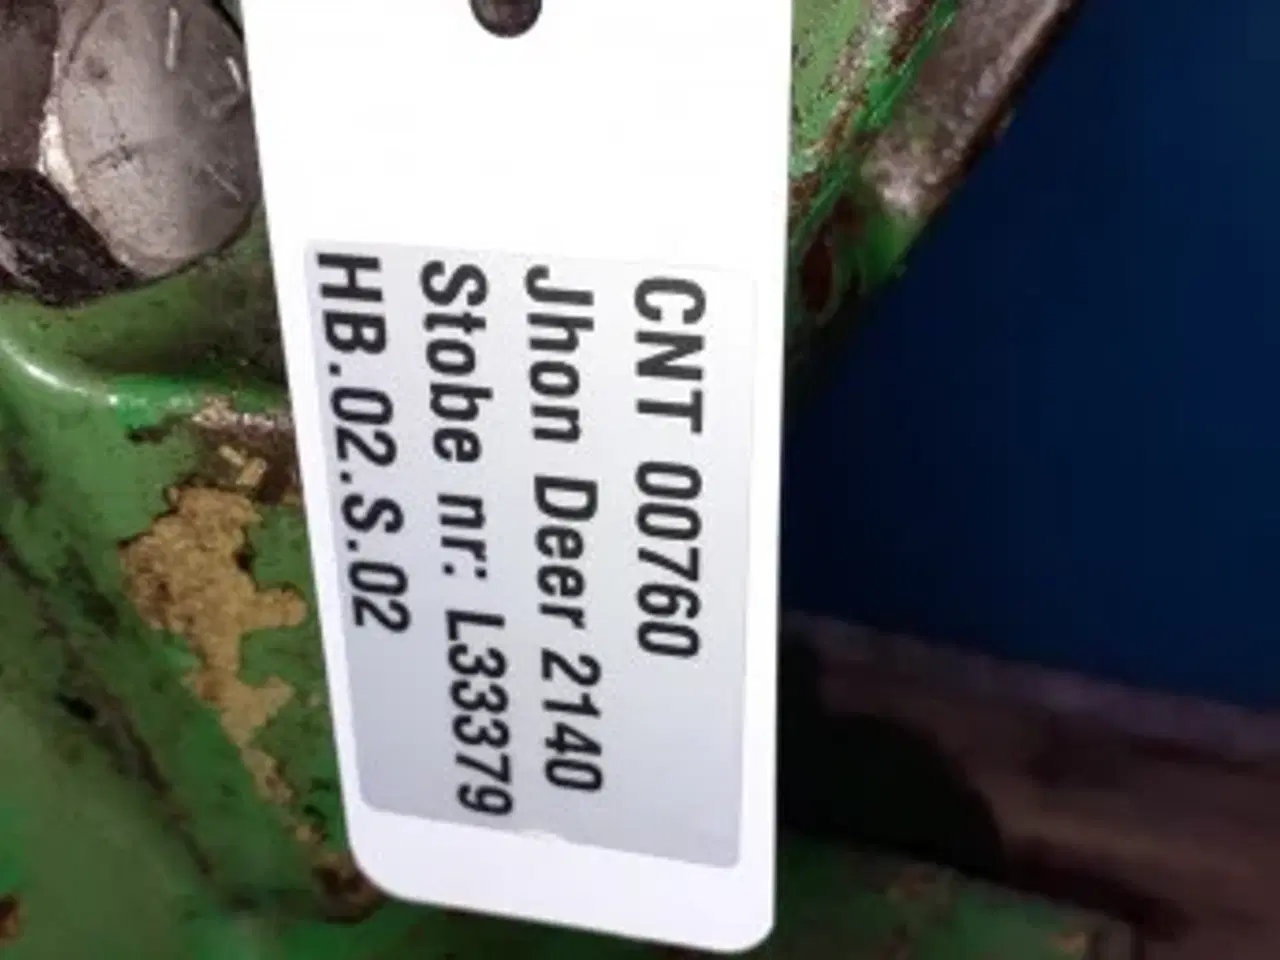 CNT 00760
Jhon Deer 2140
Stobe nr: L33379
HB.02.S.02